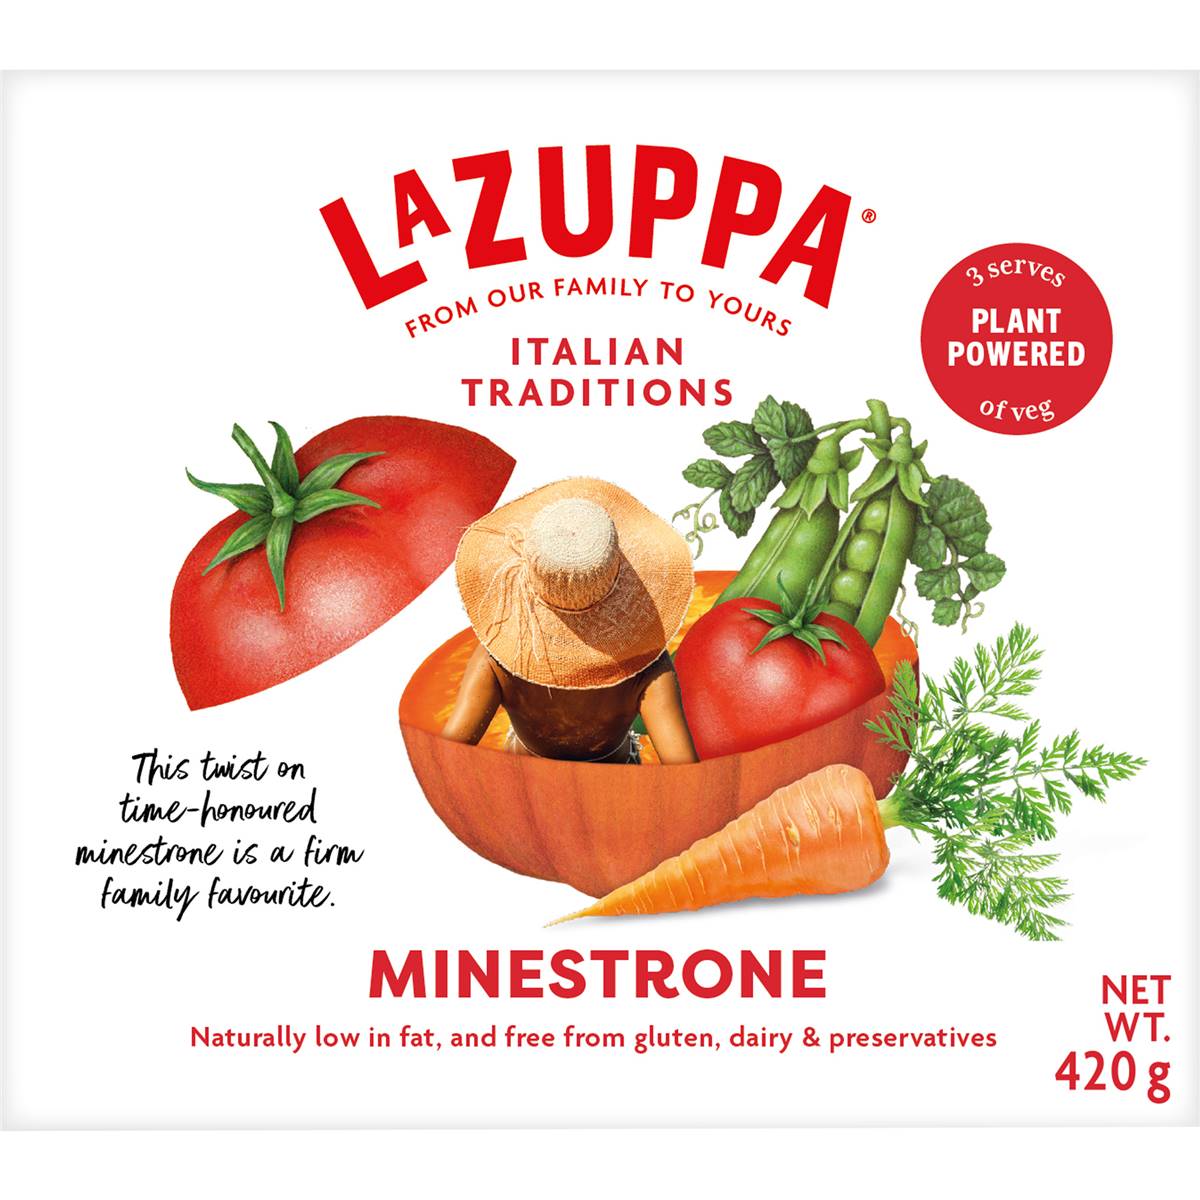 LAZUPPA®
FROM OUR FAMILY TO YOURS
ITALIAN
TRADITIONS
3 serves
PLANT
POWERED
of veg
This twist on
time-honoured
minestrone is a firm
family favourite.
MINESTRONE
Naturally low in fat, and free from gluten, dairy & preservatives
NET
WT.
420 g